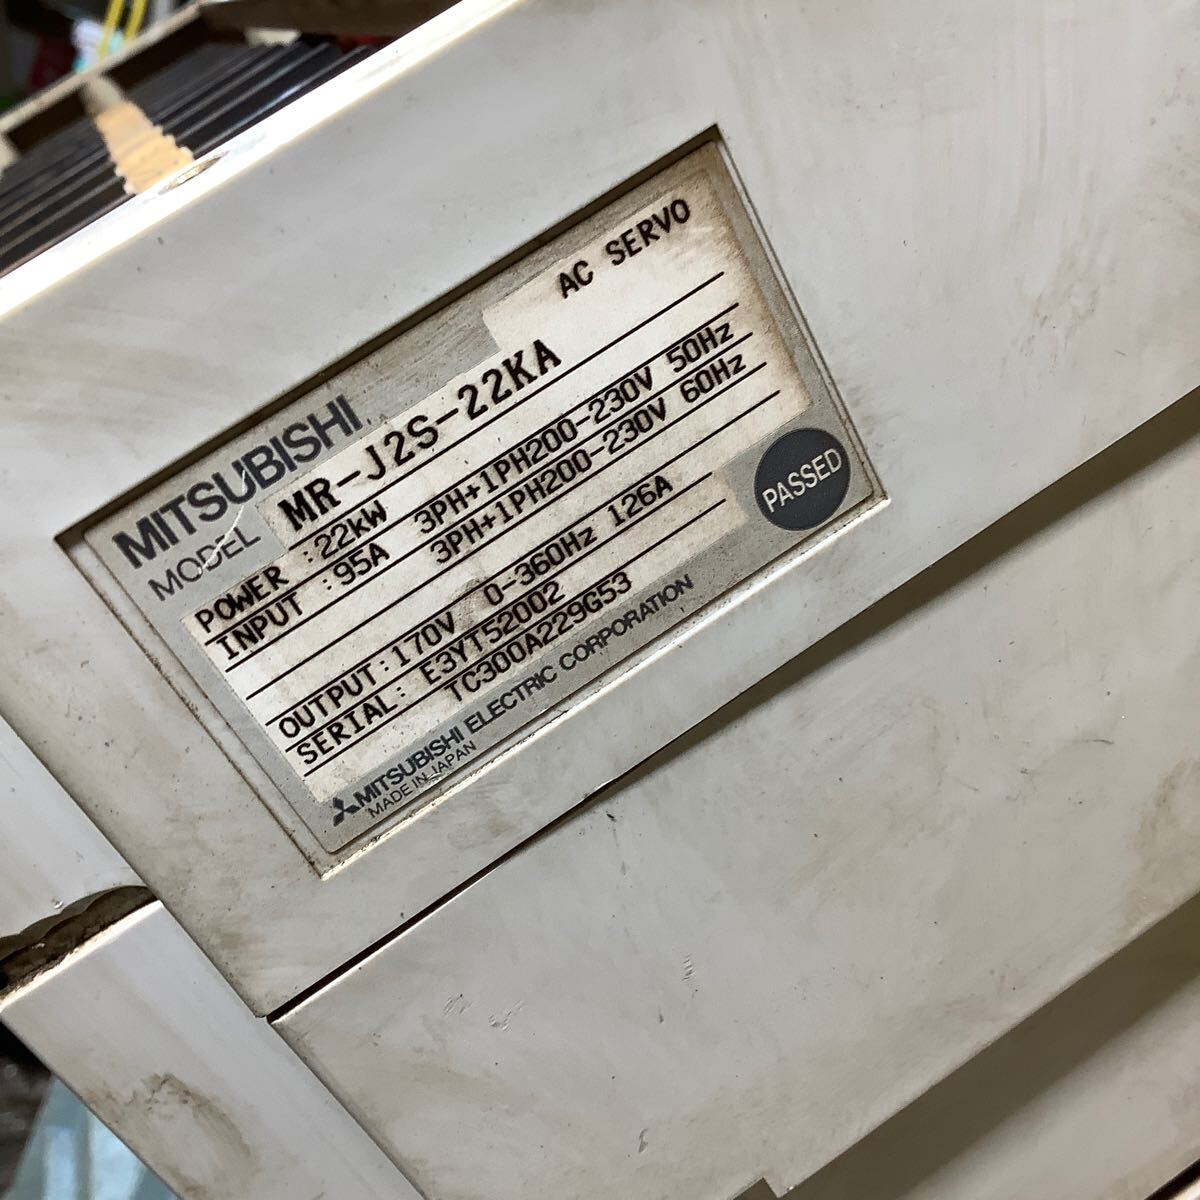 MITSUBISHI
AC SERVO
MODEL MR-J2S-22KA
POWER :22kW
INPUT :95A 3PH+1PH200-230V 50Hz
3PH+1PH200-230V 60Hz
OUTPUT:170V 0-360Hz 126A
SERIAL: E3YT52002
TC300A229G53
MITSUBISHI ELECTRIC CORPORATION
MADE IN JAPAN
PASSED